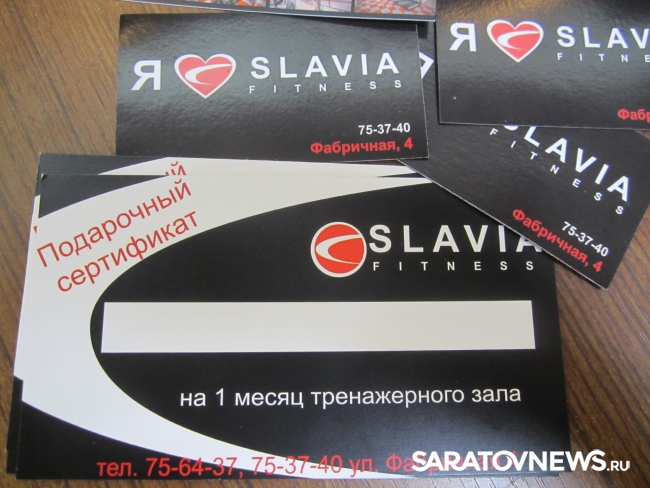 Я SLAVIA
FITNESS
75-37-40
Фабричная, 4
Я SLAVIA
FITNESS
SLAVIA
FITNESS
75-37-40
Фабричная, 4
Подарочный
сертификат
SLAVIA
FITNESS
на 1 месяц тренажерного зала
тел. 75-64-37, 75-37-40 ул.
SARATOVNEWS.RU